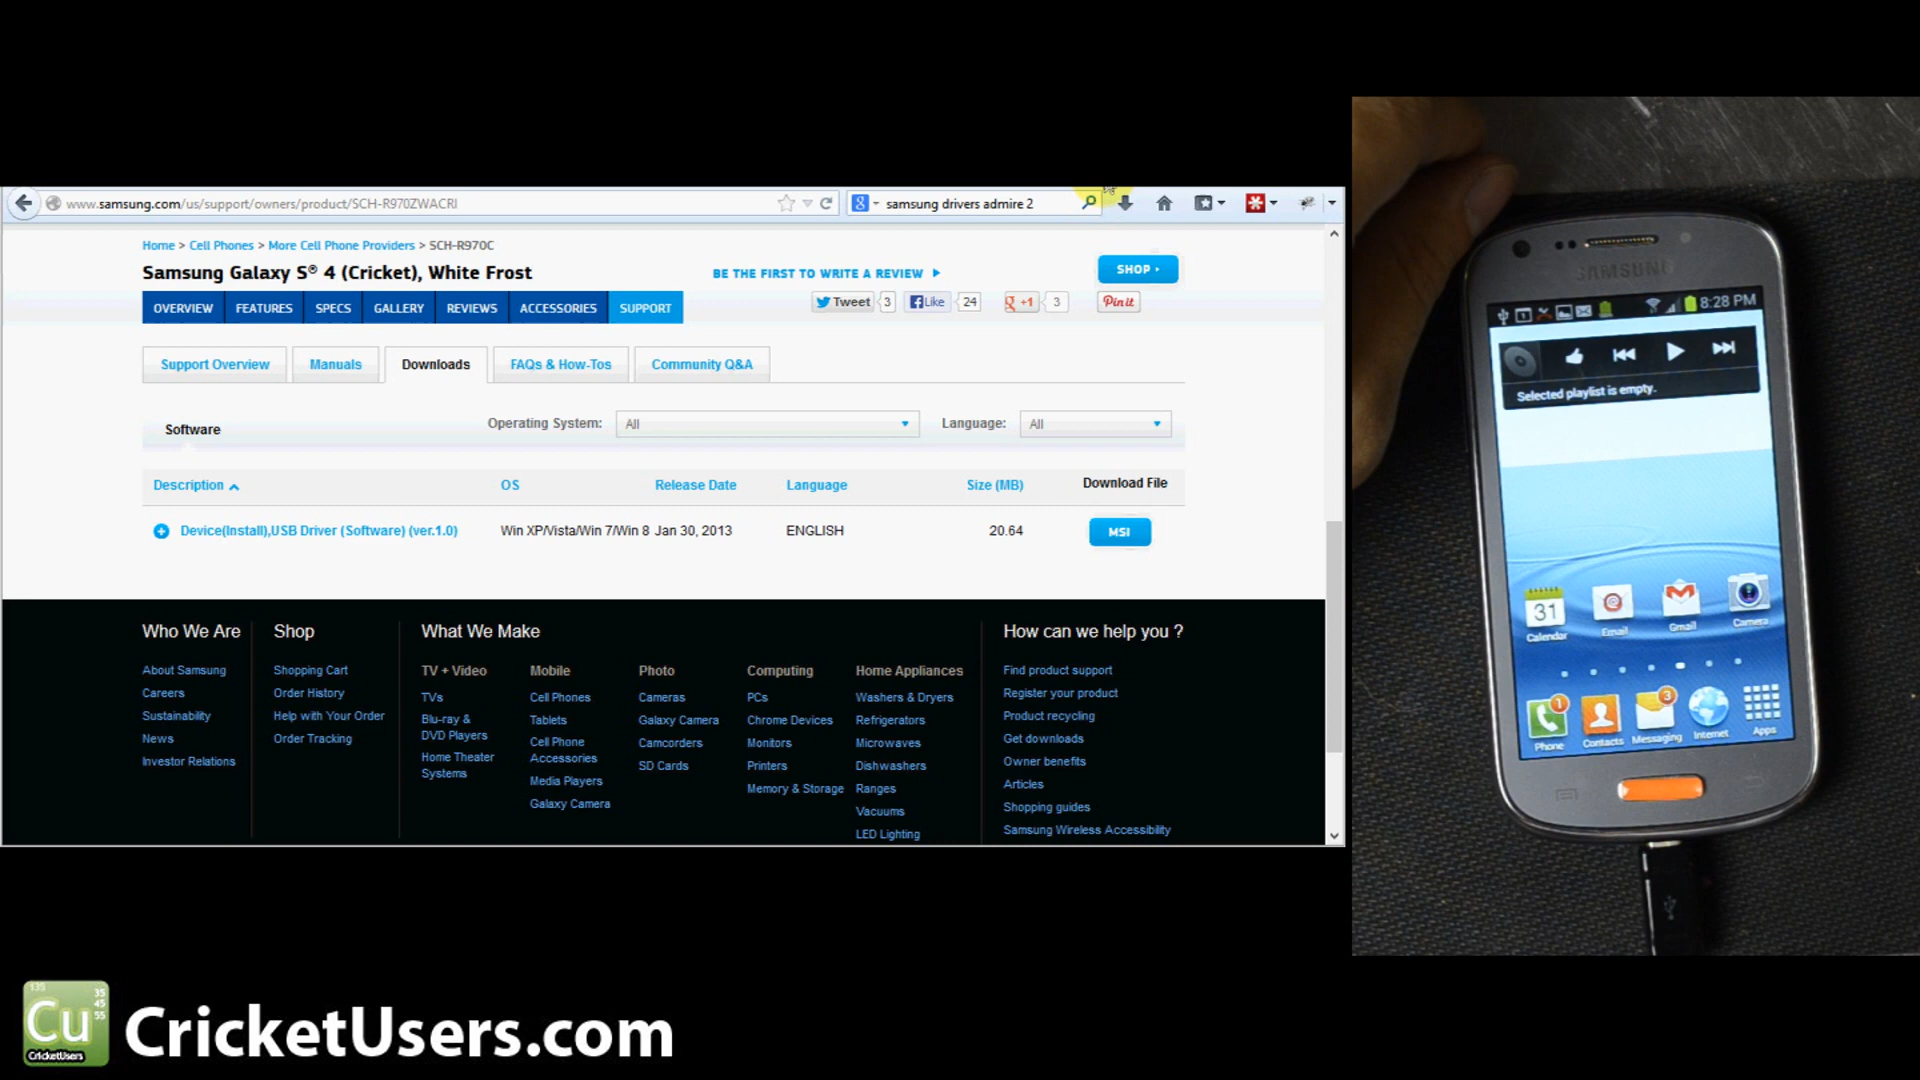 www.samsung.com/us/support/owners/product/SCH-R970ZWACRI
samsung drivers admire 2
Home > Cell Phones > More Cell Phone Providers > SCH-R970C
Samsung Galaxy S® 4 (Cricket), White Frost
BE THE FIRST TO WRITE A REVIEW
SHOP
OVERVIEW FEATURES SPECS GALLERY REVIEWS ACCESSORIES SUPPORT
Tweet 3 Like 24 +1 3 Pin it
Support Overview Manuals Downloads FAQs & How-Tos Community Q&A
Software Operating System: All Language: All
Description OS Release Date Language Size (MB) Download File
Device(Install),USB Driver (Software) (ver.1.0) Win XP/Vista/Win 7/Win 8 Jan 30, 2013 ENGLISH 20.64 MSI
Who We Are
About Samsung
Careers
Sustainability
News
Investor Relations
Shop
Shopping Cart
Order History
Help with Your Order
Order Tracking
What We Make
TV + Video
TVs
Blu-ray &
DVD Players
Home Theater
Systems
Mobile
Cell Phones
Tablets
Cell Phone
Accessories
Media Players
Galaxy Camera
Photo
Cameras
Galaxy Camera
Camcorders
SD Cards
Computing
PCs
Chrome Devices
Monitors
Printers
Memory & Storage
Home Appliances
Washers & Dryers
Refrigerators
Microwaves
Dishwashers
Ranges
Vacuums
LED Lighting
How can we help you ?
Find product support
Register your product
Product recycling
Get downloads
Owner benefits
Articles
Shopping guides
Samsung Wireless Accessibility
SAMSUNG
8:28 PM
Selected playlist is empty.
31
Calendar Email Gmail Camera
1 3
Phone Contacts Messaging Internet Apps
135
35
45
55
Cu
CricketUsers
CricketUsers.com